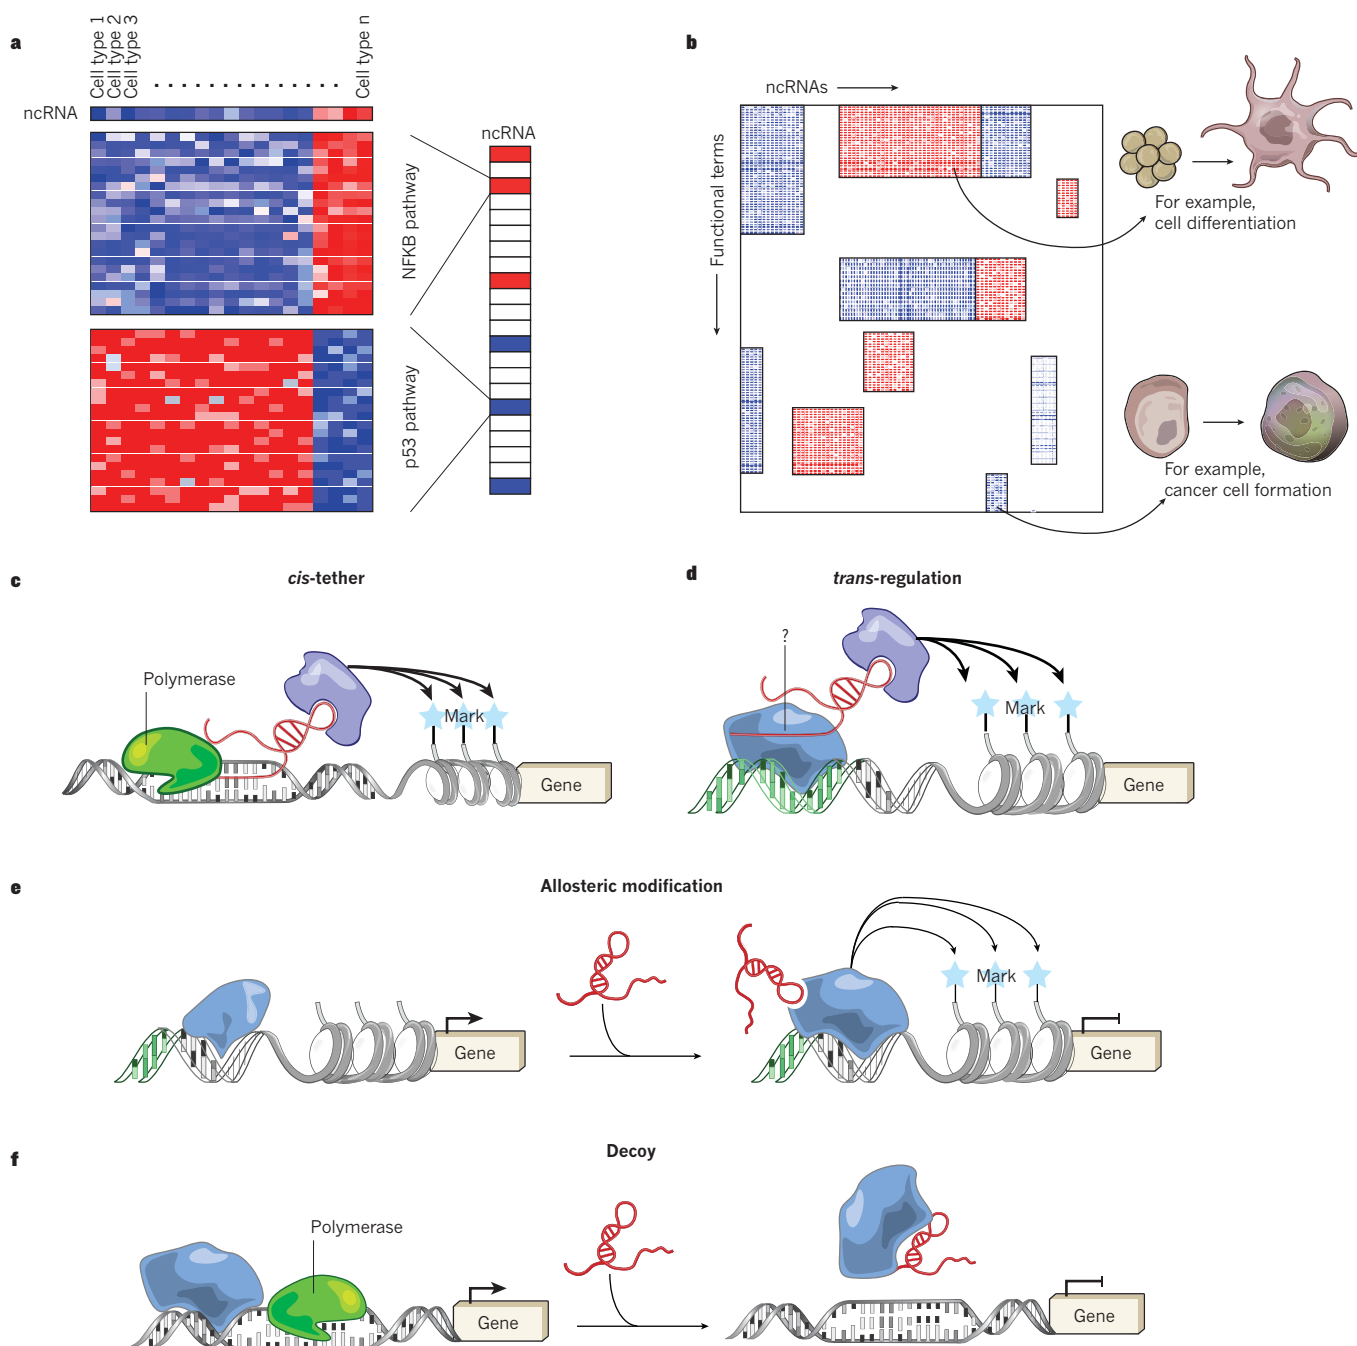 a
Cell type 1
Cell type 2
Cell type 3
Cell type n
ncRNA
NFKB pathway
p53 pathway
ncRNA
b
ncRNAs
Functional terms
For example,
cell differentiation
For example,
cancer cell formation
c
cis-tether
Polymerase
Mark
Gene
d
trans-regulation
?
Mark
Gene
e
Allosteric modification
Gene
Mark
Gene
f
Decoy
Polymerase
Gene
Gene